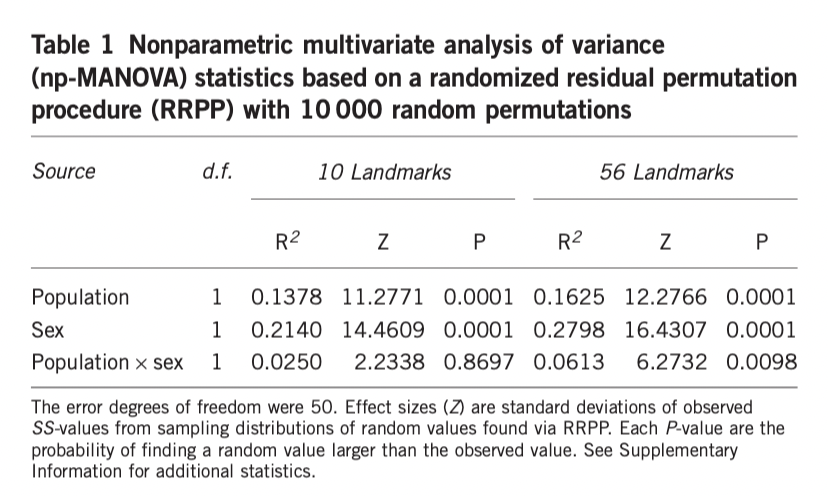 Table 1 Nonparametric multivariate analysis of variance
(np-MANOVA) statistics based on a randomized residual permutation
procedure (RRPP) with 10 000 random permutations
Source d.f. 10 Landmarks 56 Landmarks
R² Z P R² Z P
Population 1 0.1378 11.2771 0.0001 0.1625 12.2766 0.0001
Sex 1 0.2140 14.4609 0.0001 0.2798 16.4307 0.0001
Population × sex 1 0.0250 2.2338 0.8697 0.0613 6.2732 0.0098
The error degrees of freedom were 50. Effect sizes (Z) are standard deviations of observed
SS-values from sampling distributions of random values found via RRPP. Each P-value are the
probability of finding a random value larger than the observed value. See Supplementary
Information for additional statistics.